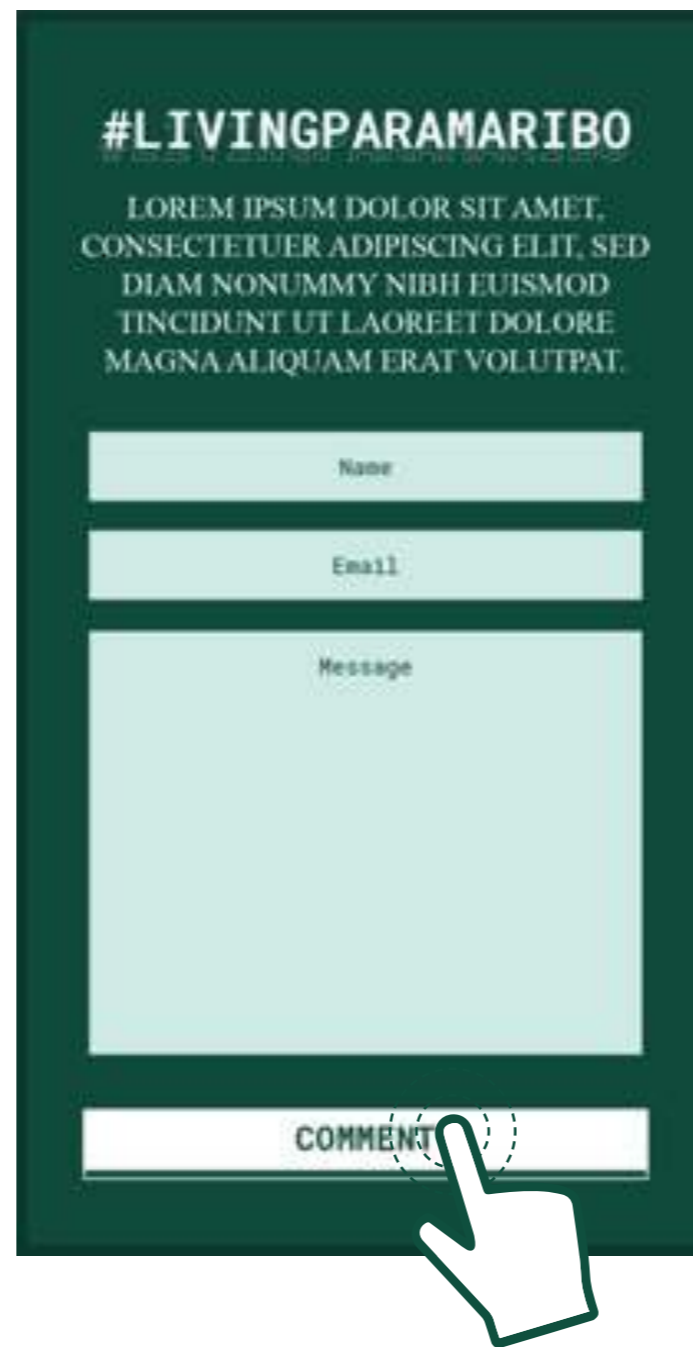 #LIVINGPARAMARIBO
LOREM IPSUM DOLOR SIT AMET,
CONSECTETUER ADIPISCING ELIT, SED
DIAM NONUMMY NIBH EUISMOD
TINCIDUNT UT LAOREET DOLORE
MAGNA ALIQUAM ERAT VOLUTPAT.
Name
Email
Message
COMMENT